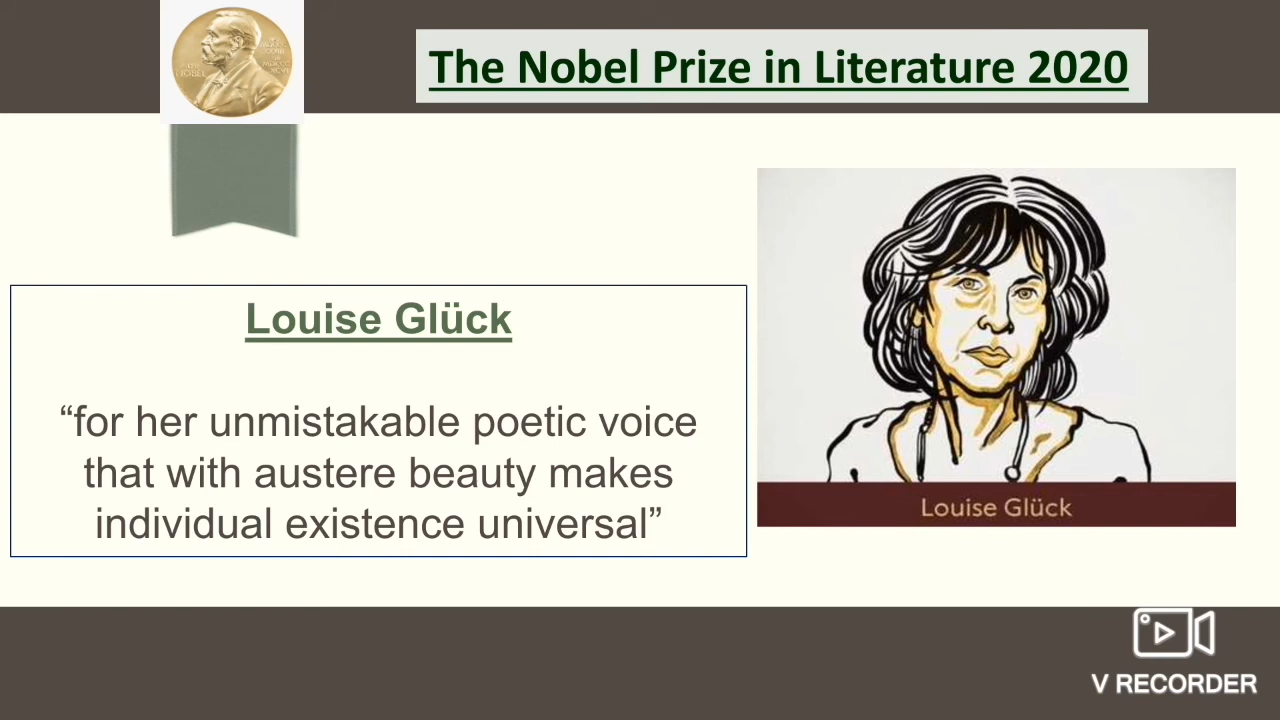 The Nobel Prize in Literature 2020
Louise Glück
“for her unmistakable poetic voice
that with austere beauty makes
individual existence universal”
Louise Glück
V RECORDER